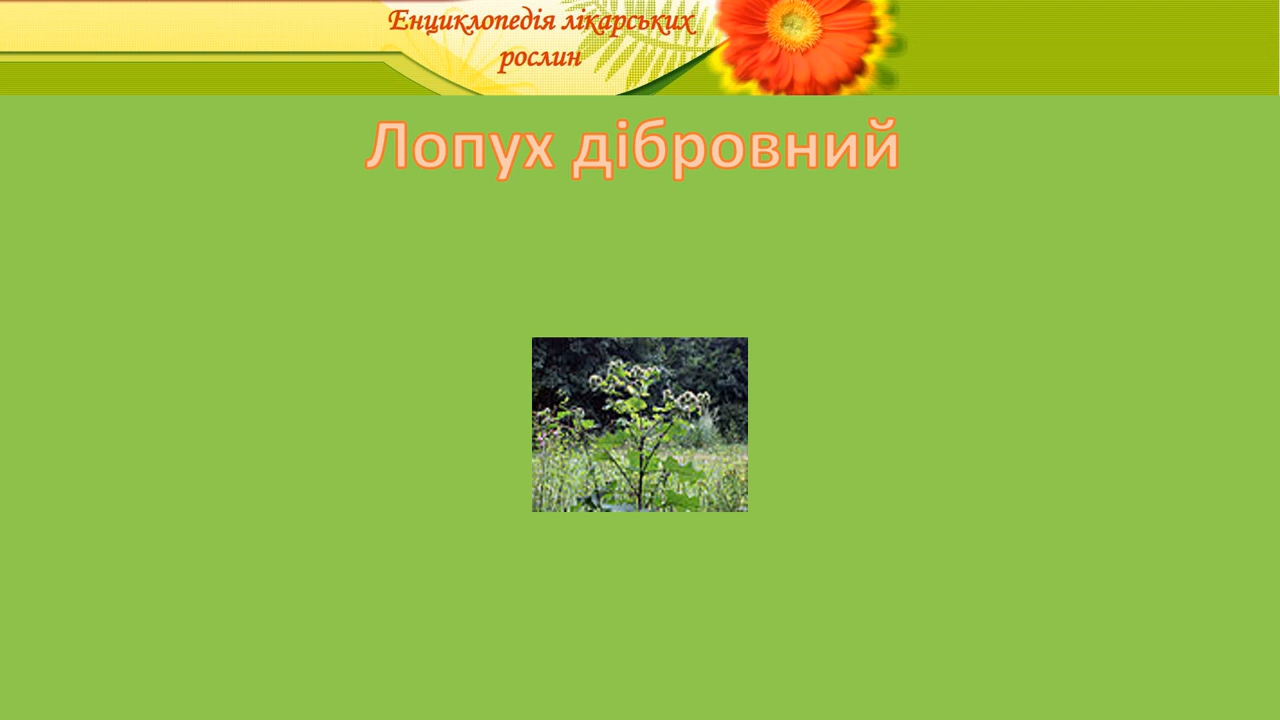 Енциклопедія лікарських
рослин
Лопух дібровний